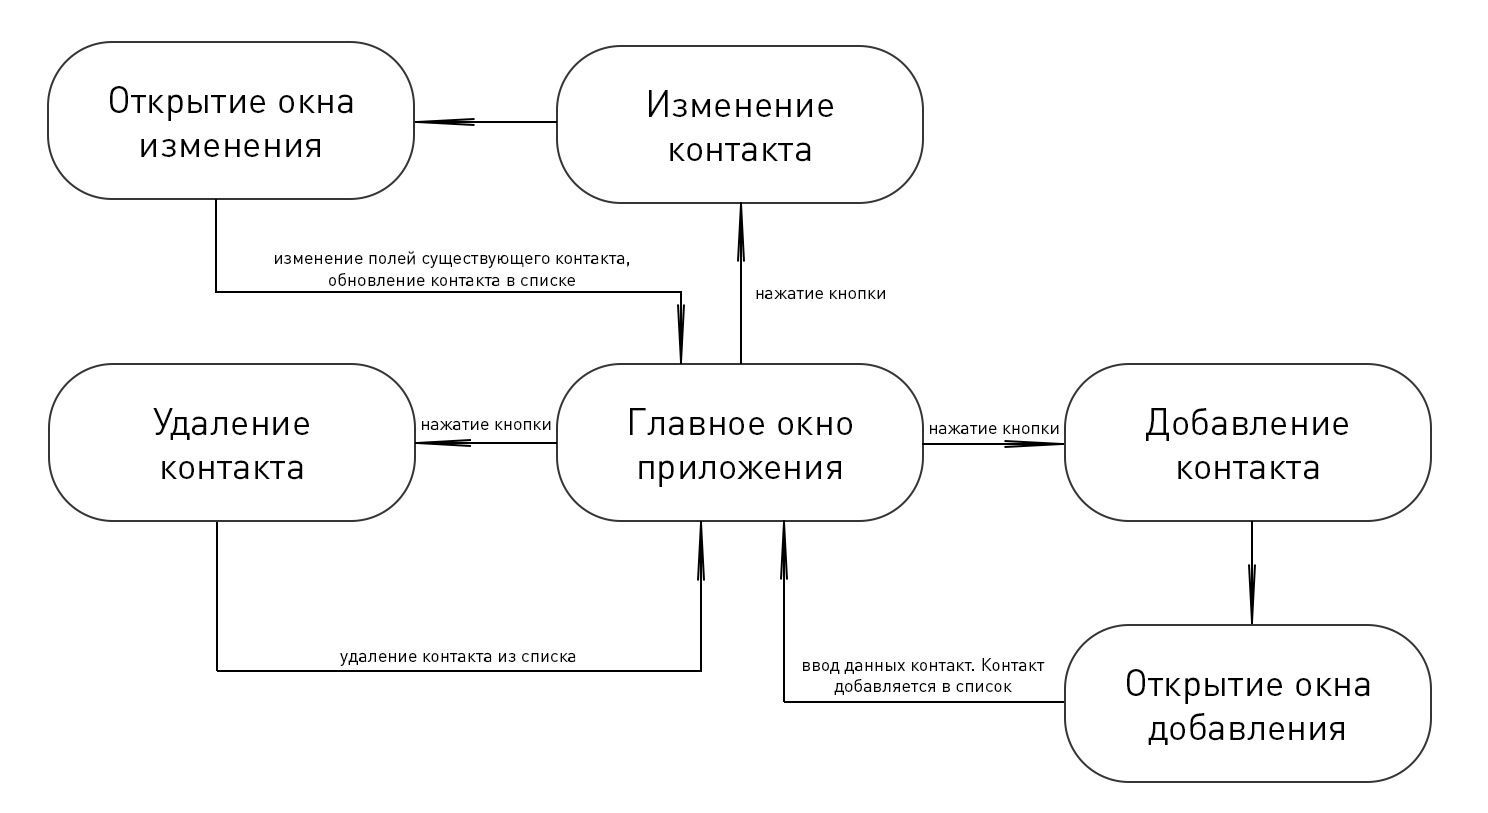 Открытие окна
изменения
Изменение
контакта
изменение полей существующего контакта,
обновление контакта в списке
нажатие кнопки
Удаление
контакта
нажатие кнопки
Главное окно
приложения
нажатие кнопки
Добавление
контакта
удаление контакта из списка
ввод данных контакт. Контакт
добавляется в список
Открытие окна
добавления